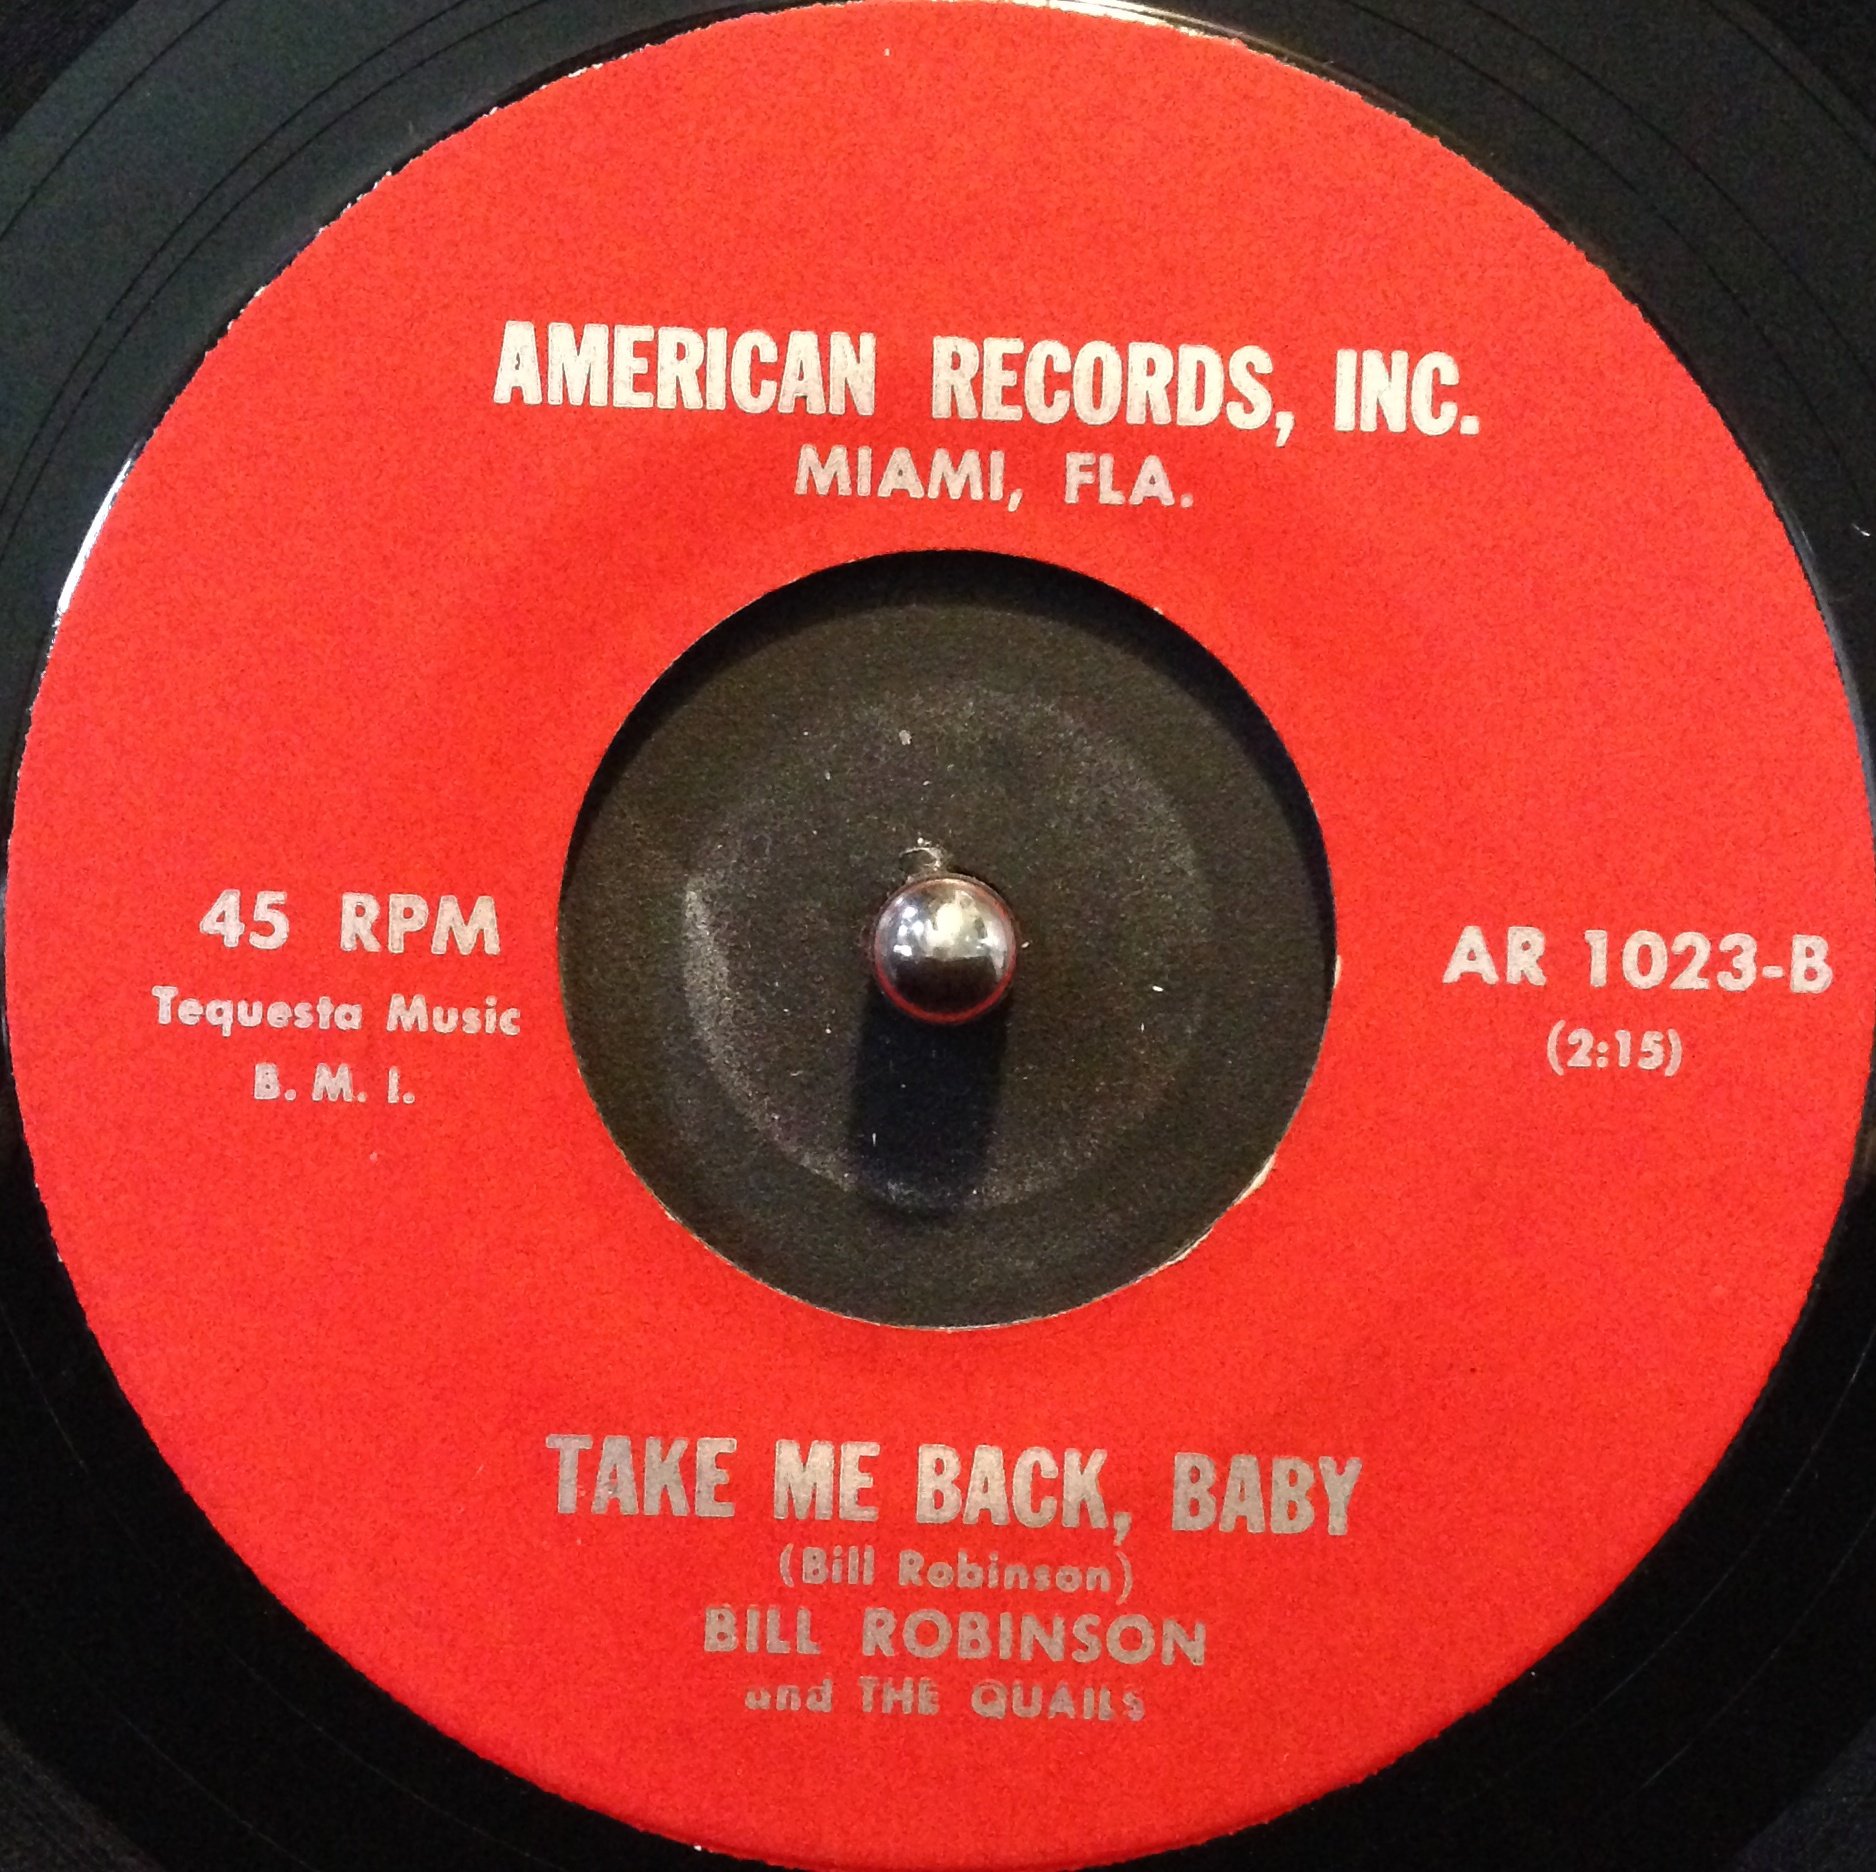 AMERICAN RECORDS, INC.
MIAMI, FLA.
45 RPM
Tequesta Music
B. M. I.
AR 1023-B
(2:15)
TAKE ME BACK, BABY
(Bill Robinson)
BILL ROBINSON
and THE QUAILS